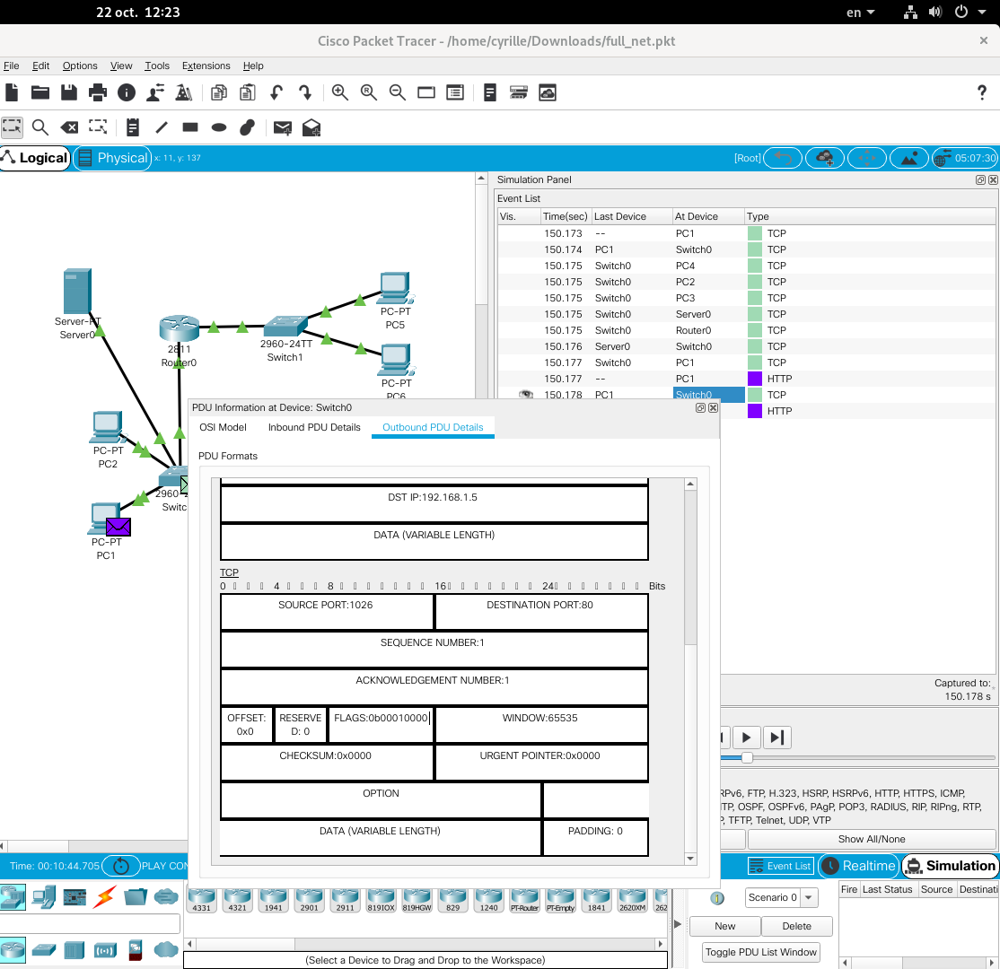 22 oct. 12:23
en
Cisco Packet Tracer - /home/cyrille/Downloads/full_net.pkt
File Edit Options View Tools Extensions Help
Logical Physical x: 11, y: 137
[Root] 05:07:30
Simulation Panel
Event List
Vis. Time(sec) Last Device At Device Type
150.173 -- PC1 TCP
150.174 PC1 Switch0 TCP
150.175 Switch0 PC4 TCP
150.175 Switch0 PC2 TCP
150.175 Switch0 PC3 TCP
150.175 Switch0 Server0 TCP
150.175 Switch0 Router0 TCP
150.176 Server0 Switch0 TCP
150.177 Switch0 PC1 TCP
150.177 -- PC1 HTTP
150.178 PC1 Switch0 TCP
HTTP
Server-PT
Server0
2811
Router0
2960-24TT
Switch1
PC-PT
PC5
PC-PT
PC6
PC-PT
PC2
2960-2
Switc
PC-PT
PC1
PDU Information at Device: Switch0
OSI Model Inbound PDU Details Outbound PDU Details
PDU Formats
DST IP:192.168.1.5
DATA (VARIABLE LENGTH)
TCP
0 4 8 16 24 Bits
SOURCE PORT:1026 DESTINATION PORT:80
SEQUENCE NUMBER:1
ACKNOWLEDGEMENT NUMBER:1
OFFSET: RESERVE FLAGS:0b00010000 WINDOW:65535
0x0 D: 0
CHECKSUM:0x0000 URGENT POINTER:0x0000
OPTION
DATA (VARIABLE LENGTH) PADDING: 0
Captured to:
150.178 s
RPv6, FTP, H.323, HSRP, HSRPv6, HTTP, HTTPS, ICMP,
TP, OSPF, OSPFv6, PAgP, POP3, RADIUS, RIP, RIPng, RTP,
P, TFTP, Telnet, UDP, VTP
Show All/None
Time: 00:10:44.705 PLAY CON
Event List Realtime Simulation
4331 4321 1941 2901 2911 819IOX 819HGW 829 1240 PT-Router PT-Empty 1841 2620XM 262
(Select a Device to Drag and Drop to the Workspace)
Scenario 0
New Delete
Toggle PDU List Window
Fire Last Status Source Destinati